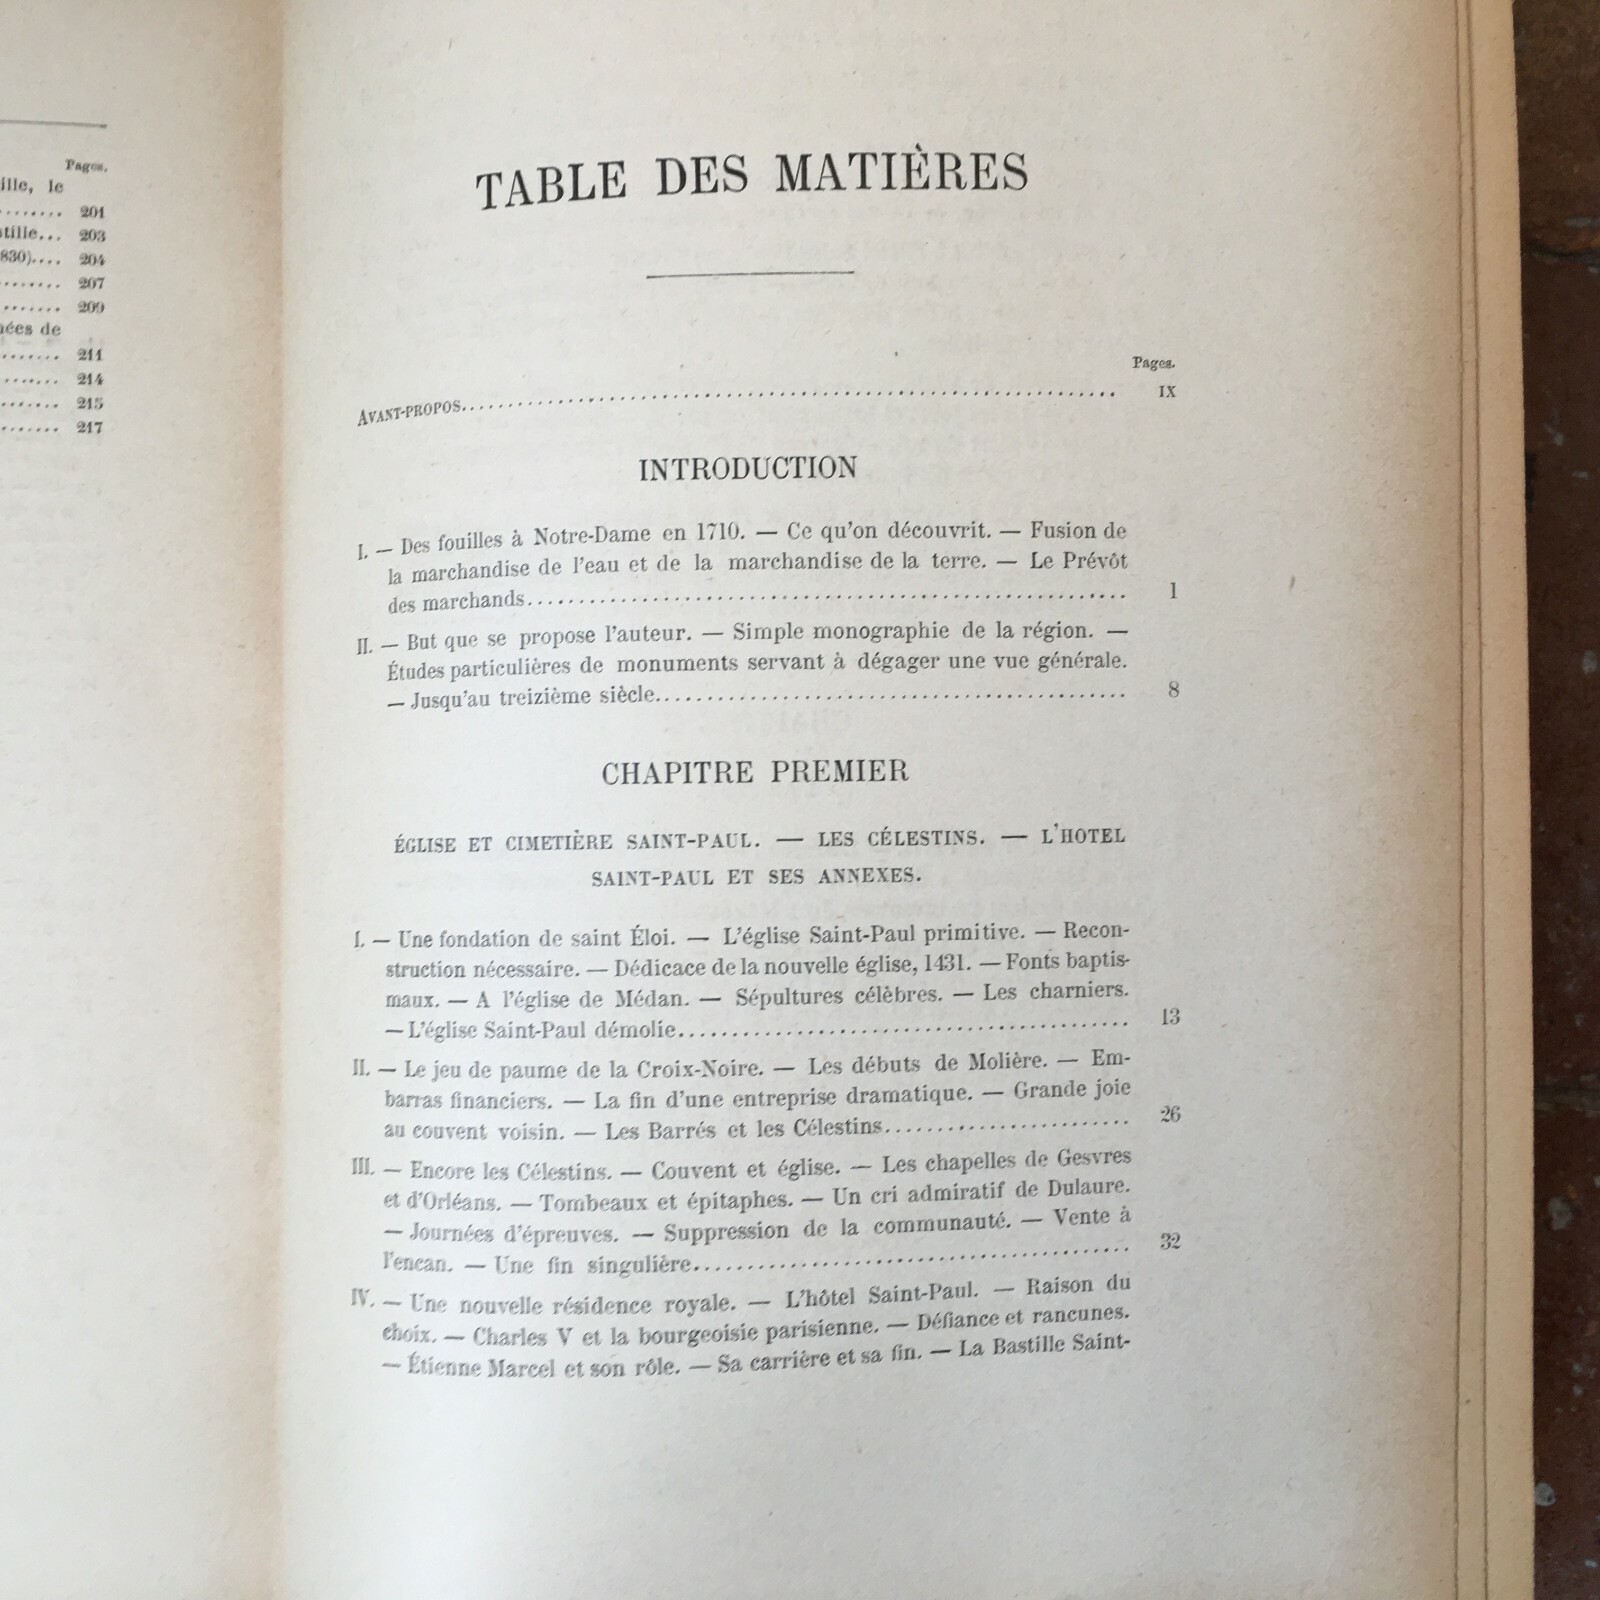 Pages.
ille, le
........ 201
stille... 203
830).... 204
........ 207
........ 209
nées de
........ 211
........ 214
........ 215
........ 217
TABLE DES MATIÈRES
Pages.
AVANT-PROPOS........................................ IX
INTRODUCTION
I. — Des fouilles à Notre-Dame en 1710. — Ce qu'on découvrit. — Fusion de
la marchandise de l'eau et de la marchandise de la terre. — Le Prévôt
des marchands........................................ 1
II. — But que se propose l'auteur. — Simple monographie de la région. —
Études particulières de monuments servant à dégager une vue générale.
— Jusqu'au treizième siècle........................................ 8
CHAPITRE PREMIER
ÉGLISE ET CIMETIÈRE SAINT-PAUL. — LES CÉLESTINS. — L'HOTEL
SAINT-PAUL ET SES ANNEXES.
I. — Une fondation de saint Éloi. — L'église Saint-Paul primitive. — Recon-
struction nécessaire. — Dédicace de la nouvelle église, 1431. — Fonts baptis-
maux. — A l'église de Médan. — Sépultures célèbres. — Les charniers.
— L'église Saint-Paul démolie........................................ 13
II. — Le jeu de paume de la Croix-Noire. — Les débuts de Molière. — Em-
barras financiers. — La fin d'une entreprise dramatique. — Grande joie
au couvent voisin. — Les Barrés et les Célestins........................ 26
III. — Encore les Célestins. — Couvent et église. — Les chapelles de Gesvres
et d'Orléans. — Tombeaux et épitaphes. — Un cri admiratif de Dulaure.
— Journées d'épreuves. — Suppression de la communauté. — Vente à
l'encan. — Une fin singulière........................................ 32
IV. — Une nouvelle résidence royale. — L'hôtel Saint-Paul. — Raison du
choix. — Charles V et la bourgeoisie parisienne. — Défiance et rancunes.
— Étienne Marcel et son rôle. — Sa carrière et sa fin. — La Bastille Saint-